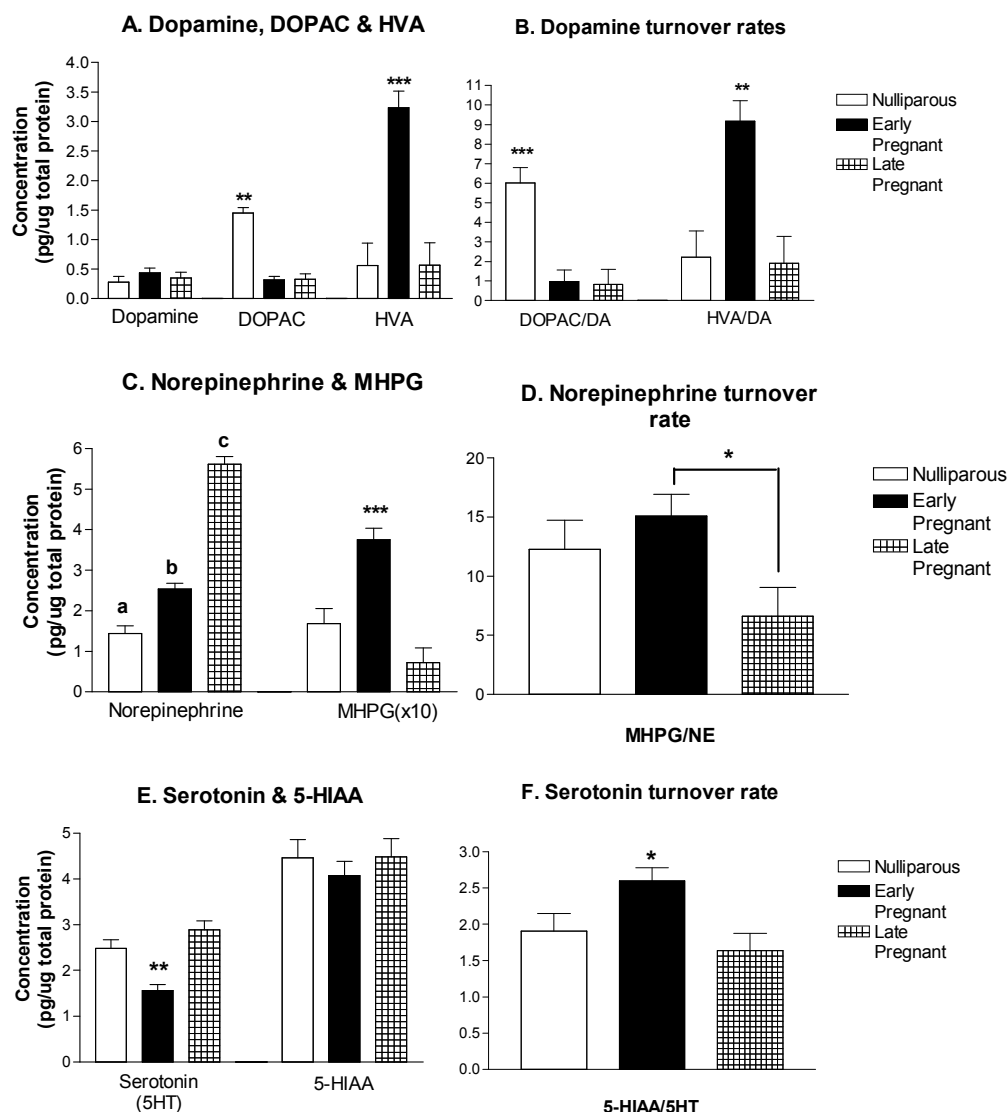 A. Dopamine, DOPAC & HVA
Concentration
(pg/ug total protein)
4.0
3.5
3.0
2.5
2.0
1.5
1.0
0.5
0.0
**
***
Dopamine
DOPAC
HVA
B. Dopamine turnover rates
11
10
9
8
7
6
5
4
3
2
1
0
***
**
DOPAC/DA
HVA/DA
Nulliparous
Early
Pregnant
Late
Pregnant
C. Norepinephrine & MHPG
Concentration
(pg/ug total protein)
6
5
4
3
2
1
0
a
b
c
***
Norepinephrine
MHPG(x10)
D. Norepinephrine turnover
rate
20
15
10
5
0
*
MHPG/NE
Nulliparous
Early
Pregnant
Late
Pregnant
E. Serotonin & 5-HIAA
Concentration
(pg/ug total protein)
5
4
3
2
1
0
**
Serotonin
(5HT)
5-HIAA
F. Serotonin turnover rate
3.0
2.5
2.0
1.5
1.0
0.5
0.0
*
5-HIAA/5HT
Nulliparous
Early
Pregnant
Late
Pregnant